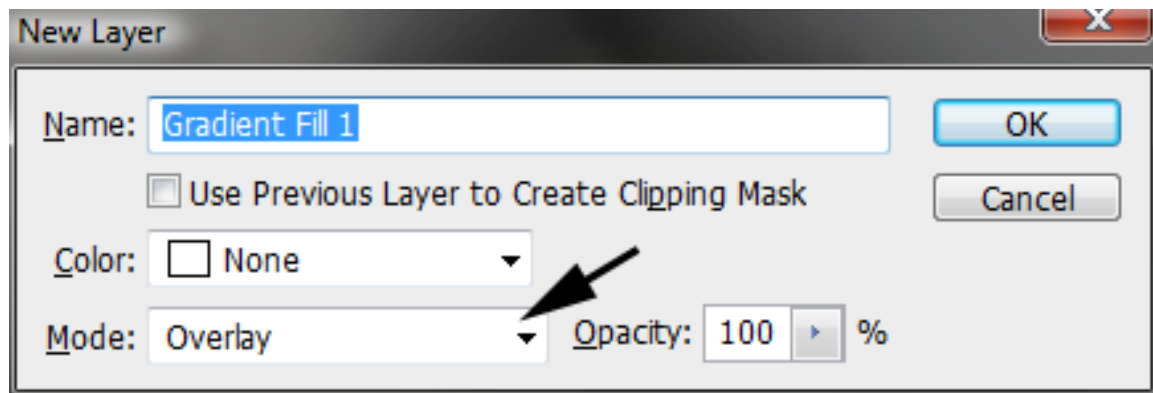 New Layer
Name: Gradient Fill 1 OK
Use Previous Layer to Create Clipping Mask Cancel
Color: None
Mode: Overlay Opacity: 100 %